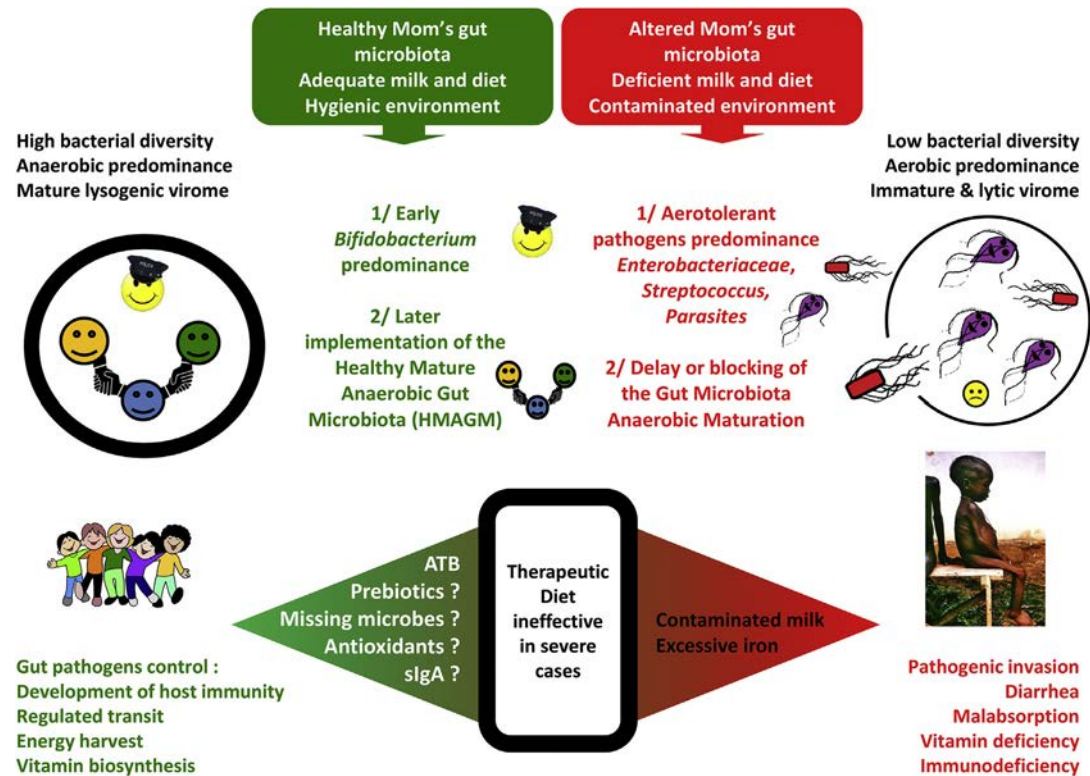 Healthy Mom's gut
microbiota
Adequate milk and diet
Hygienic environment
Altered Mom's gut
microbiota
Deficient milk and diet
Contaminated environment
High bacterial diversity
Anaerobic predominance
Mature lysogenic virome
Low bacterial diversity
Aerobic predominance
Immature & lytic virome
1/ Early
Bifidobacterium
predominance
2/ Later
implementation of the
Healthy Mature
Anaerobic Gut
Microbiota (HMAGM)
1/ Aerotolerant
pathogens predominance
Enterobacteriaceae,
Streptococcus,
Parasites
2/ Delay or blocking of
the Gut Microbiota
Anaerobic Maturation
ATB
Prebiotics ?
Missing microbes ?
Antioxidants ?
sIgA ?
Therapeutic
Diet
ineffective
in severe
cases
Contaminated milk
Excessive iron
Gut pathogens control :
Development of host immunity
Regulated transit
Energy harvest
Vitamin biosynthesis
Pathogenic invasion
Diarrhea
Malabsorption
Vitamin deficiency
Immunodeficiency